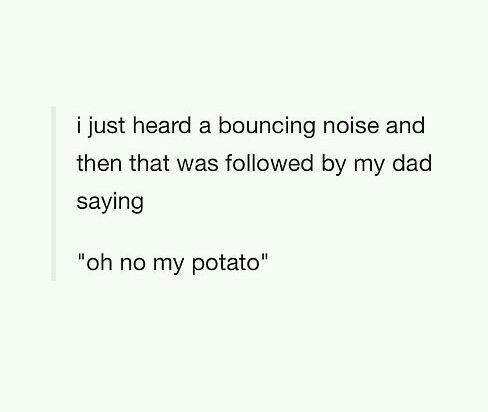 i just heard a bouncing noise and
then that was followed by my dad
saying
"oh no my potato"